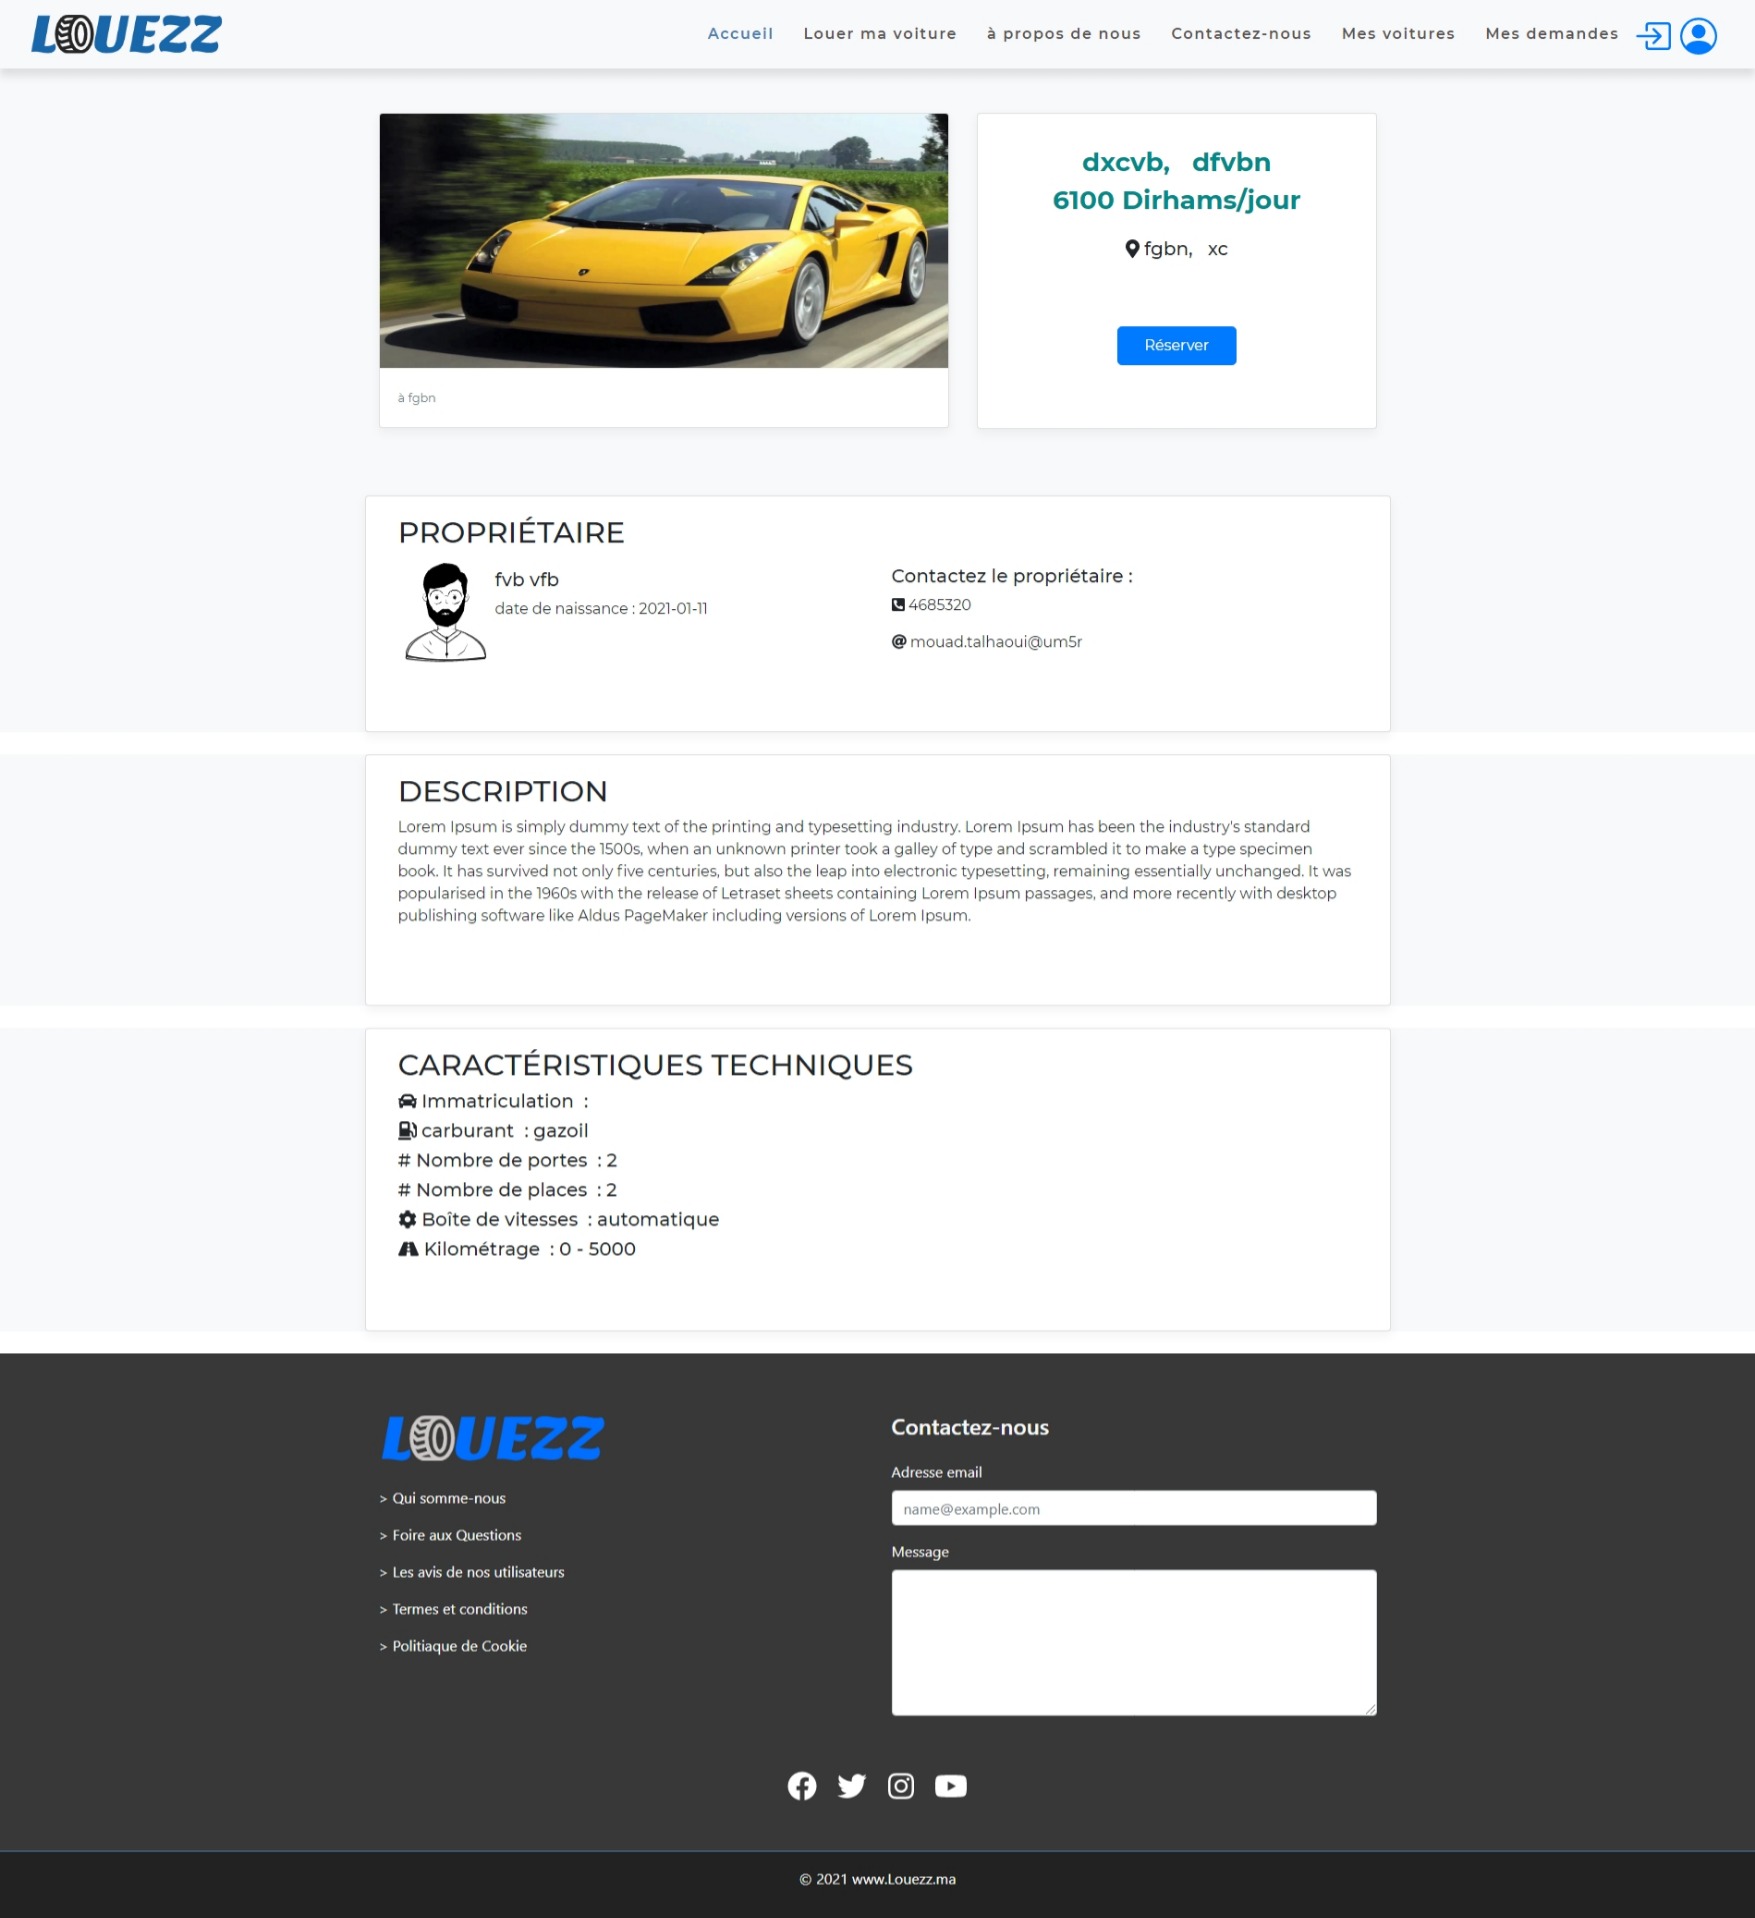 LOUEZZ
Accueil Louer ma voiture à propos de nous Contactez-nous Mes voitures Mes demandes
dxcvb, dfvbn
6100 Dirhams/jour
fgbn, xc
Réserver
à fgbn
PROPRIÉTAIRE
fvb vfb
date de naissance : 2021-01-11
Contactez le propriétaire :
4685320
@ mouad.talhaoui@um5r
DESCRIPTION
Lorem Ipsum is simply dummy text of the printing and typesetting industry. Lorem Ipsum has been the industry's standard
dummy text ever since the 1500s, when an unknown printer took a galley of type and scrambled it to make a type specimen
book. It has survived not only five centuries, but also the leap into electronic typesetting, remaining essentially unchanged. It was
popularised in the 1960s with the release of Letraset sheets containing Lorem Ipsum passages, and more recently with desktop
publishing software like Aldus PageMaker including versions of Lorem Ipsum.
CARACTÉRISTIQUES TECHNIQUES
Immatriculation :
carburant : gazoil
# Nombre de portes : 2
# Nombre de places : 2
Boîte de vitesses : automatique
Kilométrage : 0 - 5000
LOUEZZ
> Qui somme-nous
> Foire aux Questions
> Les avis de nos utilisateurs
> Termes et conditions
> Politiaque de Cookie
Contactez-nous
Adresse email
name@example.com
Message
© 2021 www.Louezz.ma